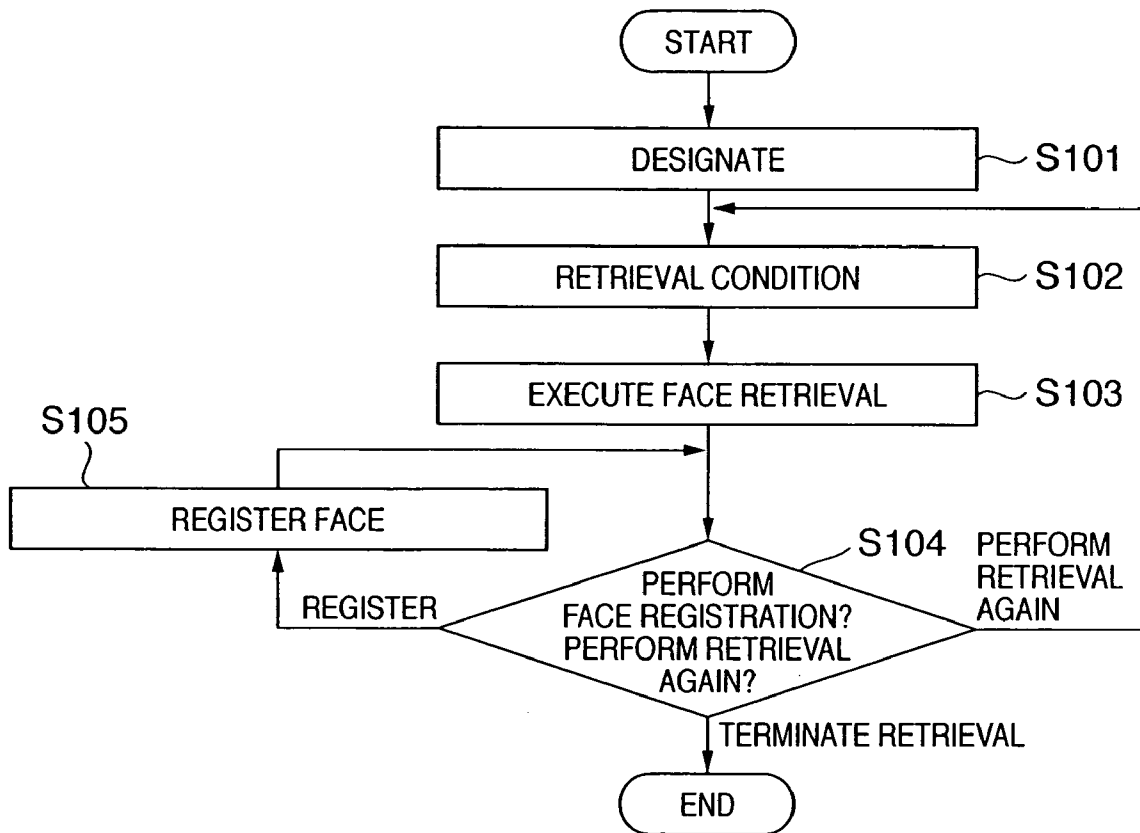 START
DESIGNATE
S101
RETRIEVAL CONDITION
S102
EXECUTE FACE RETRIEVAL
S103
S105
REGISTER FACE
S104
PERFORM
RETRIEVAL
AGAIN
REGISTER
PERFORM
FACE REGISTRATION?
PERFORM RETRIEVAL
AGAIN?
TERMINATE RETRIEVAL
END